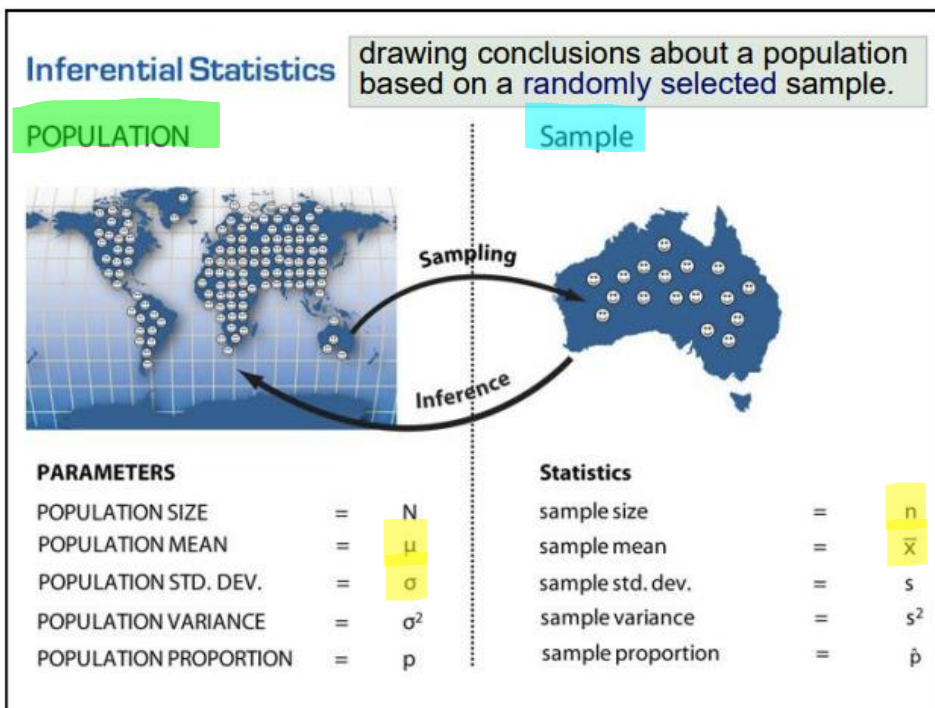 Inferential Statistics
drawing conclusions about a population
based on a randomly selected sample.
POPULATION
Sample
Sampling
Inference
PARAMETERS
POPULATION SIZE = N
POPULATION MEAN = μ
POPULATION STD. DEV. = σ
POPULATION VARIANCE = σ²
POPULATION PROPORTION = p
Statistics
sample size = n
sample mean = x̅
sample std. dev. = s
sample variance = s²
sample proportion = p̂